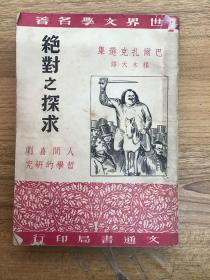 世界文學名著
巴爾扎克選集
穆木天譯
絕對之探求
人間喜劇
哲學的研究
文通書局印行